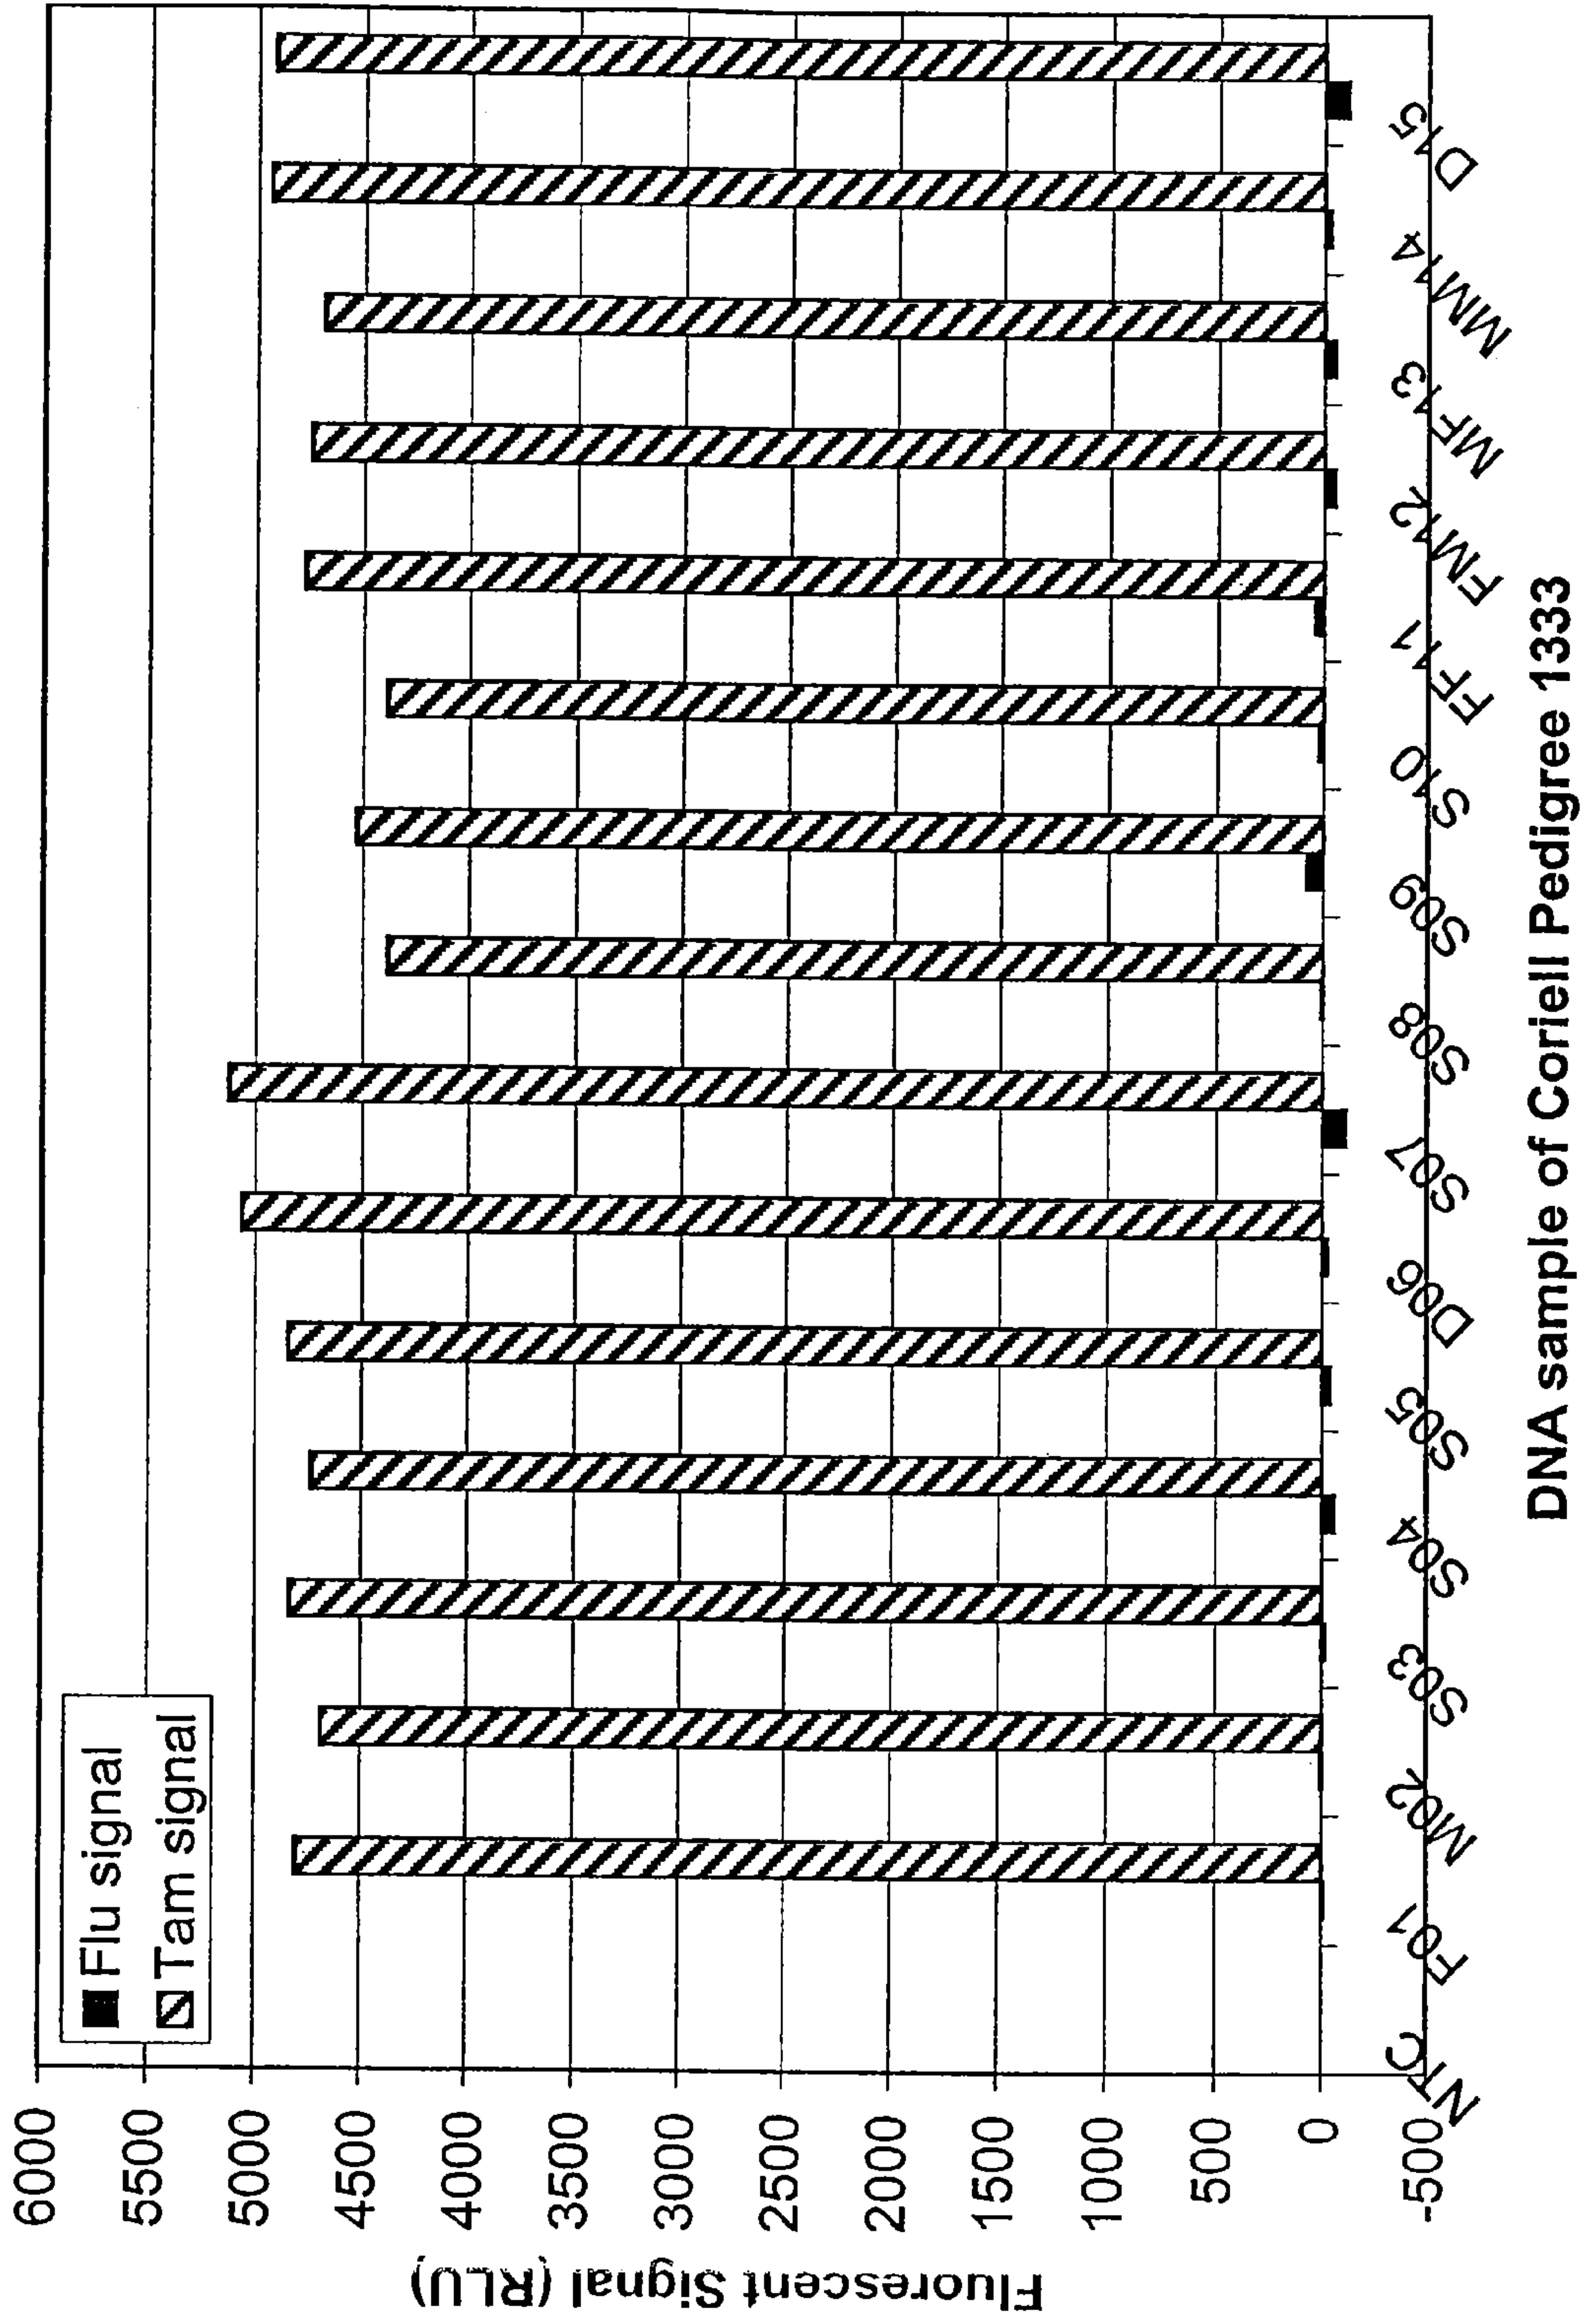 Flu signal
Tam signal
Fluorescent Signal (RLU)
6000
5500
5000
4500
4000
3500
3000
2500
2000
1500
1000
500
0
-500
NTC
F01
M02
S03
S04
S05
D06
S07
S08
S09
S10
FF11
FM12
MF13
MM14
D15
DNA sample of Coriell Pedigree 1333